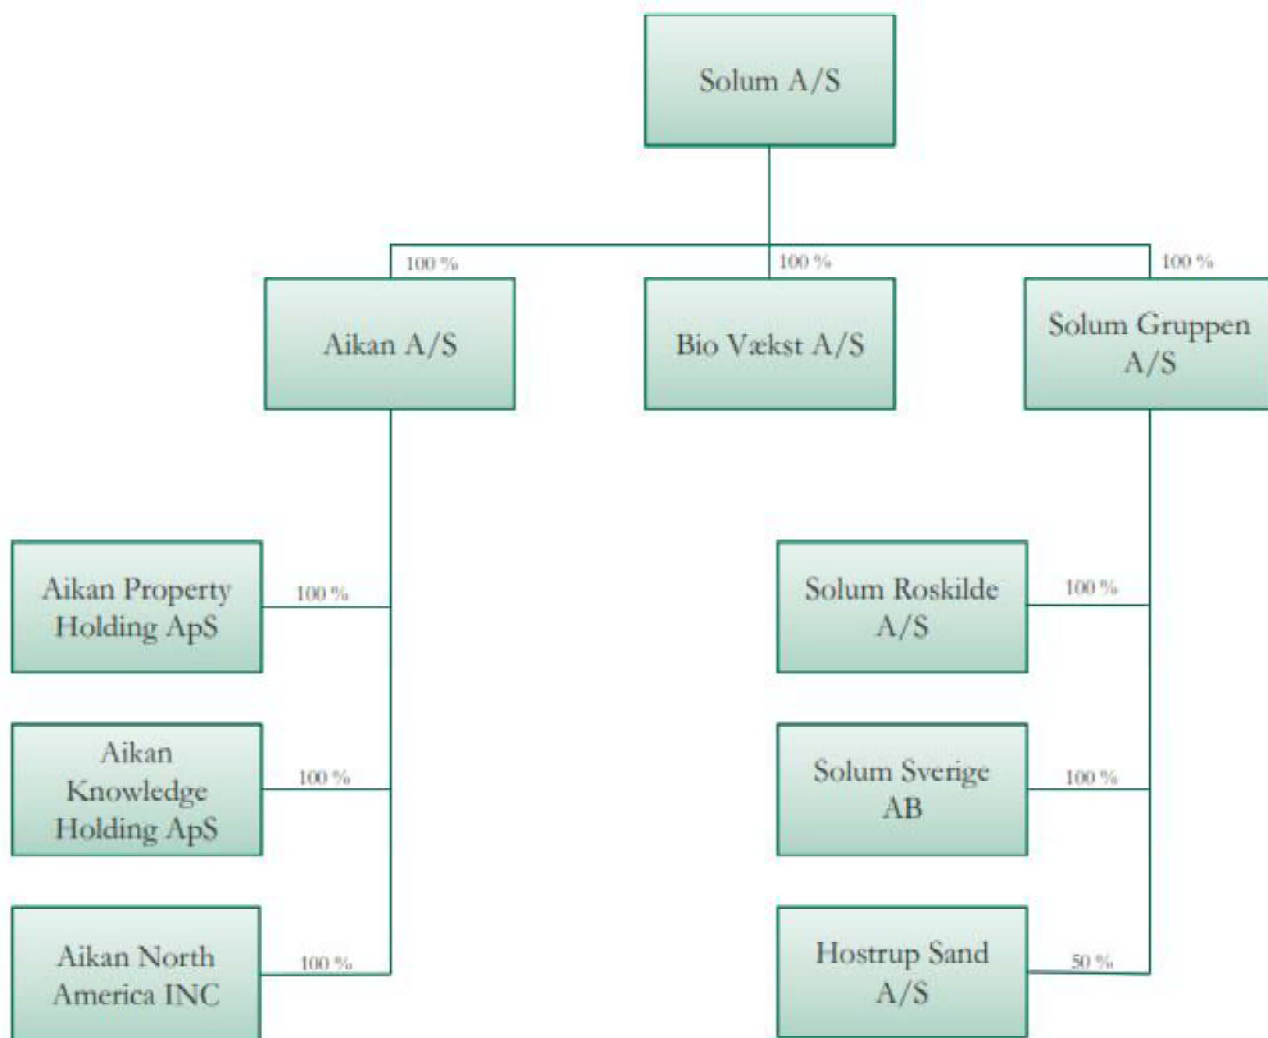 Solum A/S
100 %
100 %
100 %
Aikan A/S
Bio Vækst A/S
Solum Gruppen
A/S
Aikan Property
Holding ApS
100 %
Solum Roskilde
A/S
100 %
Aikan
Knowledge
Holding ApS
100 %
Solum Sverige
AB
100 %
Aikan North
America INC
100 %
Hostrup Sand
A/S
50 %